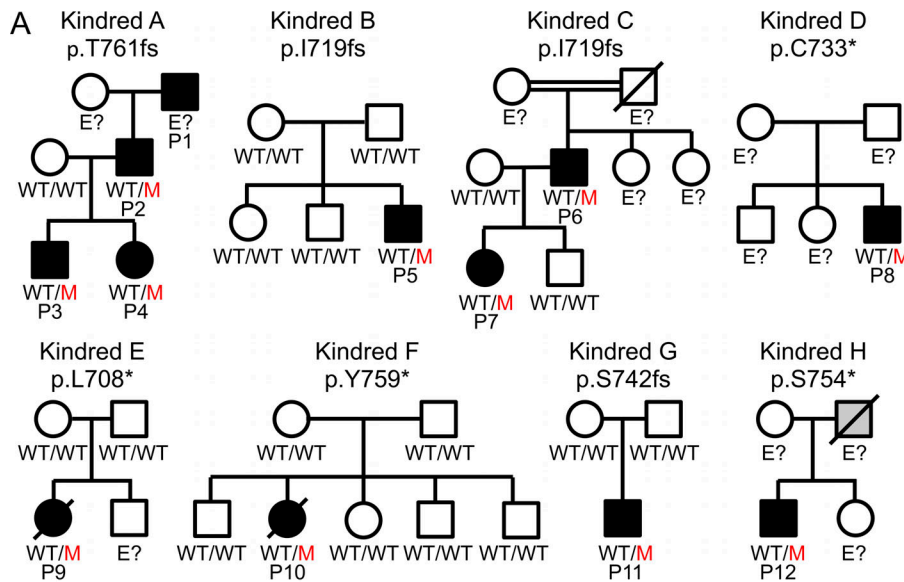 A
Kindred A
p.T761fs
E?
E?
P1
WT/WT
WT/M
P2
WT/M
P3
WT/M
P4
Kindred B
p.I719fs
WT/WT
WT/WT
WT/WT
WT/WT
WT/M
P5
Kindred C
p.I719fs
E?
E?
WT/WT
WT/M
P6
E?
E?
WT/M
P7
WT/WT
Kindred D
p.C733*
E?
E?
E?
E?
WT/M
P8
Kindred E
p.L708*
WT/WT
WT/WT
WT/M
P9
E?
Kindred F
p.Y759*
WT/WT
WT/WT
WT/WT
WT/M
P10
WT/WT
WT/WT
WT/WT
Kindred G
p.S742fs
WT/WT
WT/WT
WT/M
P11
Kindred H
p.S754*
E?
E?
WT/M
P12
E?